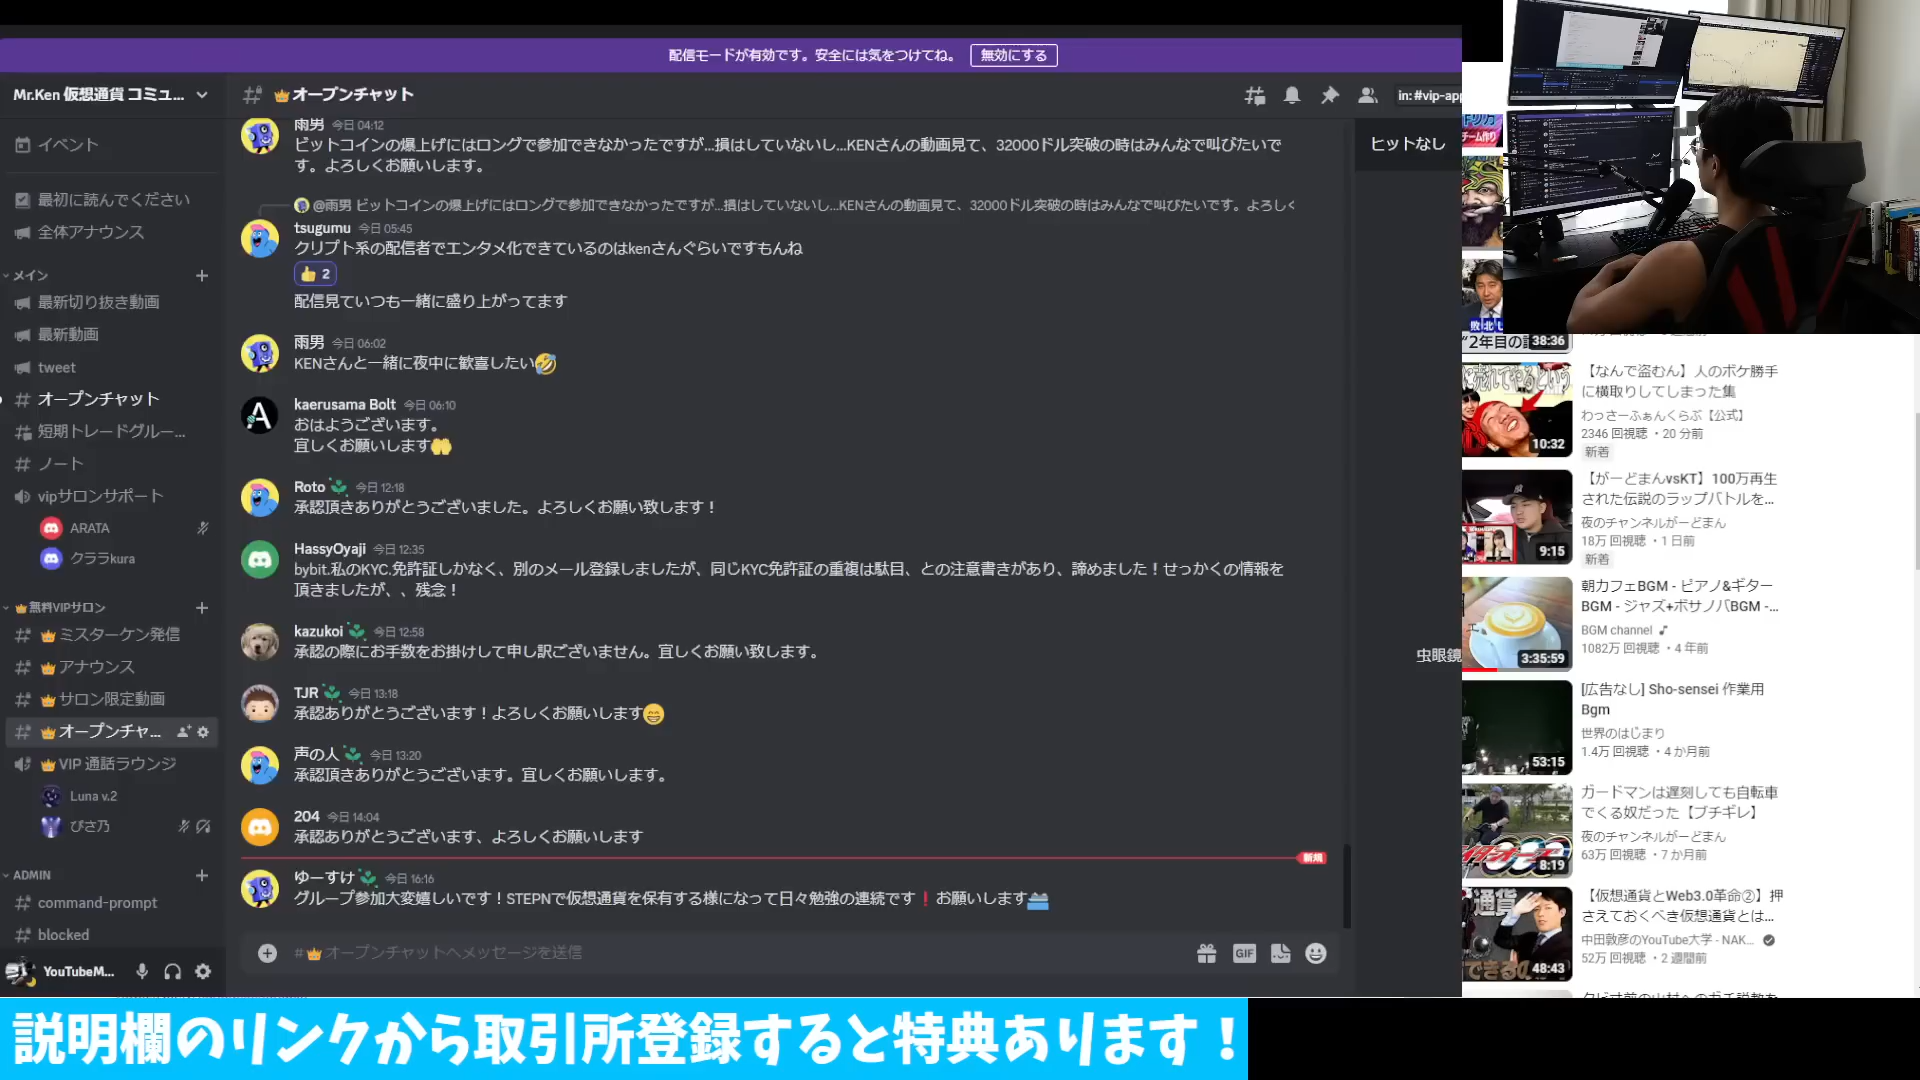 配信モードが有効です。安全には気をつけてね。
無効にする
Mr.Ken 仮想通貨 コミュ...
イベント
最初に読んでください
全体アナウンス
メイン
最新切り抜き動画
最新動画
tweet
オープンチャット
短期トレードグルー...
ノート
vipサロンサポート
ARATA
クララkura
無料VIPサロン
ミスターケン発信
アナウンス
サロン限定動画
オープンチャ...
VIP 通話ラウンジ
Luna v.2
ぴさ乃
ADMIN
command-prompt
blocked
YouTubeM...
オープンチャット
in: #vip-app
ヒットなし
虫眼鏡
雨男 今日 04:12
ビットコインの爆上げにはロングで参加できなかったですが...損はしていないし...KENさんの動画見て、32000ドル突破の時はみんなで叫びたいで
す。よろしくお願いします。
@雨男 ビットコインの爆上げにはロングで参加できなかったですが...損はしていないし...KENさんの動画見て、32000ドル突破の時はみんなで叫びたいです。よろしく
tsugumu 今日 05:45
クリプト系の配信者でエンタメ化できているのはkenさんぐらいですもんね
2
配信見ていつも一緒に盛り上がってます
雨男 今日 06:02
KENさんと一緒に夜中に歓喜したい
kaerusama Bolt 今日 06:10
おはようございます。
宜しくお願いします
Roto 今日 12:18
承認頂きありがとうございました。よろしくお願い致します！
HassyOyaji 今日 12:35
bybit.私のKYC.免許証しかなく、別のメール登録しましたが、同じKYC免許証の重複は駄目、との注意書きがあり、諦めました！せっかくの情報を
頂きましたが、、残念！
kazukoi 今日 12:58
承認の際にお手数をお掛けして申し訳ございません。宜しくお願い致します。
TJR 今日 13:18
承認ありがとうございます！よろしくお願いします
声の人 今日 13:20
承認頂きありがとうございます。宜しくお願いします。
204 今日 14:04
承認ありがとうございます、よろしくお願いします
新規
ゆーすけ 今日 16:16
グループ参加大変嬉しいです！STEPNで仮想通貨を保有する様になって日々勉強の連続です❗お願いします
#オープンチャットへメッセージを送信
GIF
38:36
【なんで盗むん】人のボケ勝手
に横取りしてしまった集
わっさーふぁんくらぶ【公式】
2346 回視聴 ・20 分前
新着
10:32
【がーどまんvsKT】100万再生
された伝説のラップバトルを...
夜のチャンネルがーどまん
18万 回視聴 ・1 日前
新着
9:15
朝カフェBGM - ピアノ&ギター
BGM - ジャズ+ボサノバBGM -...
BGM channel
1082万 回視聴 ・4 年前
3:35:59
[広告なし] Sho-sensei 作業用
Bgm
世界のはじまり
1.4万 回視聴 ・4 か月前
53:15
ガードマンは遅刻しても自転車
でくる奴だった【ブチギレ】
夜のチャンネルがーどまん
63万 回視聴 ・7 か月前
8:19
【仮想通貨とWeb3.0革命②】押
さえておくべき仮想通貨とは...
中田敦彦のYouTube大学 - NAK...
52万 回視聴 ・2 週間前
48:43
説明欄のリンクから取引所登録すると特典あります！